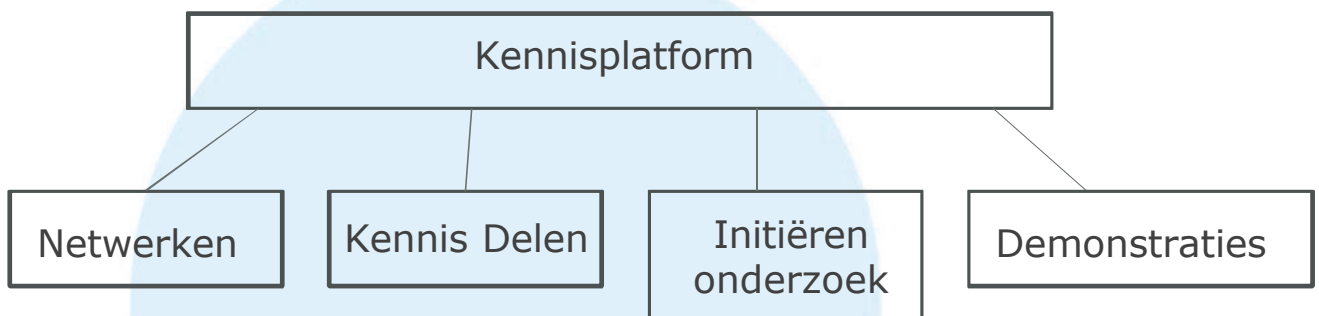 Kennisplatform
Netwerken
Kennis Delen
Initiëren
onderzoek
Demonstraties